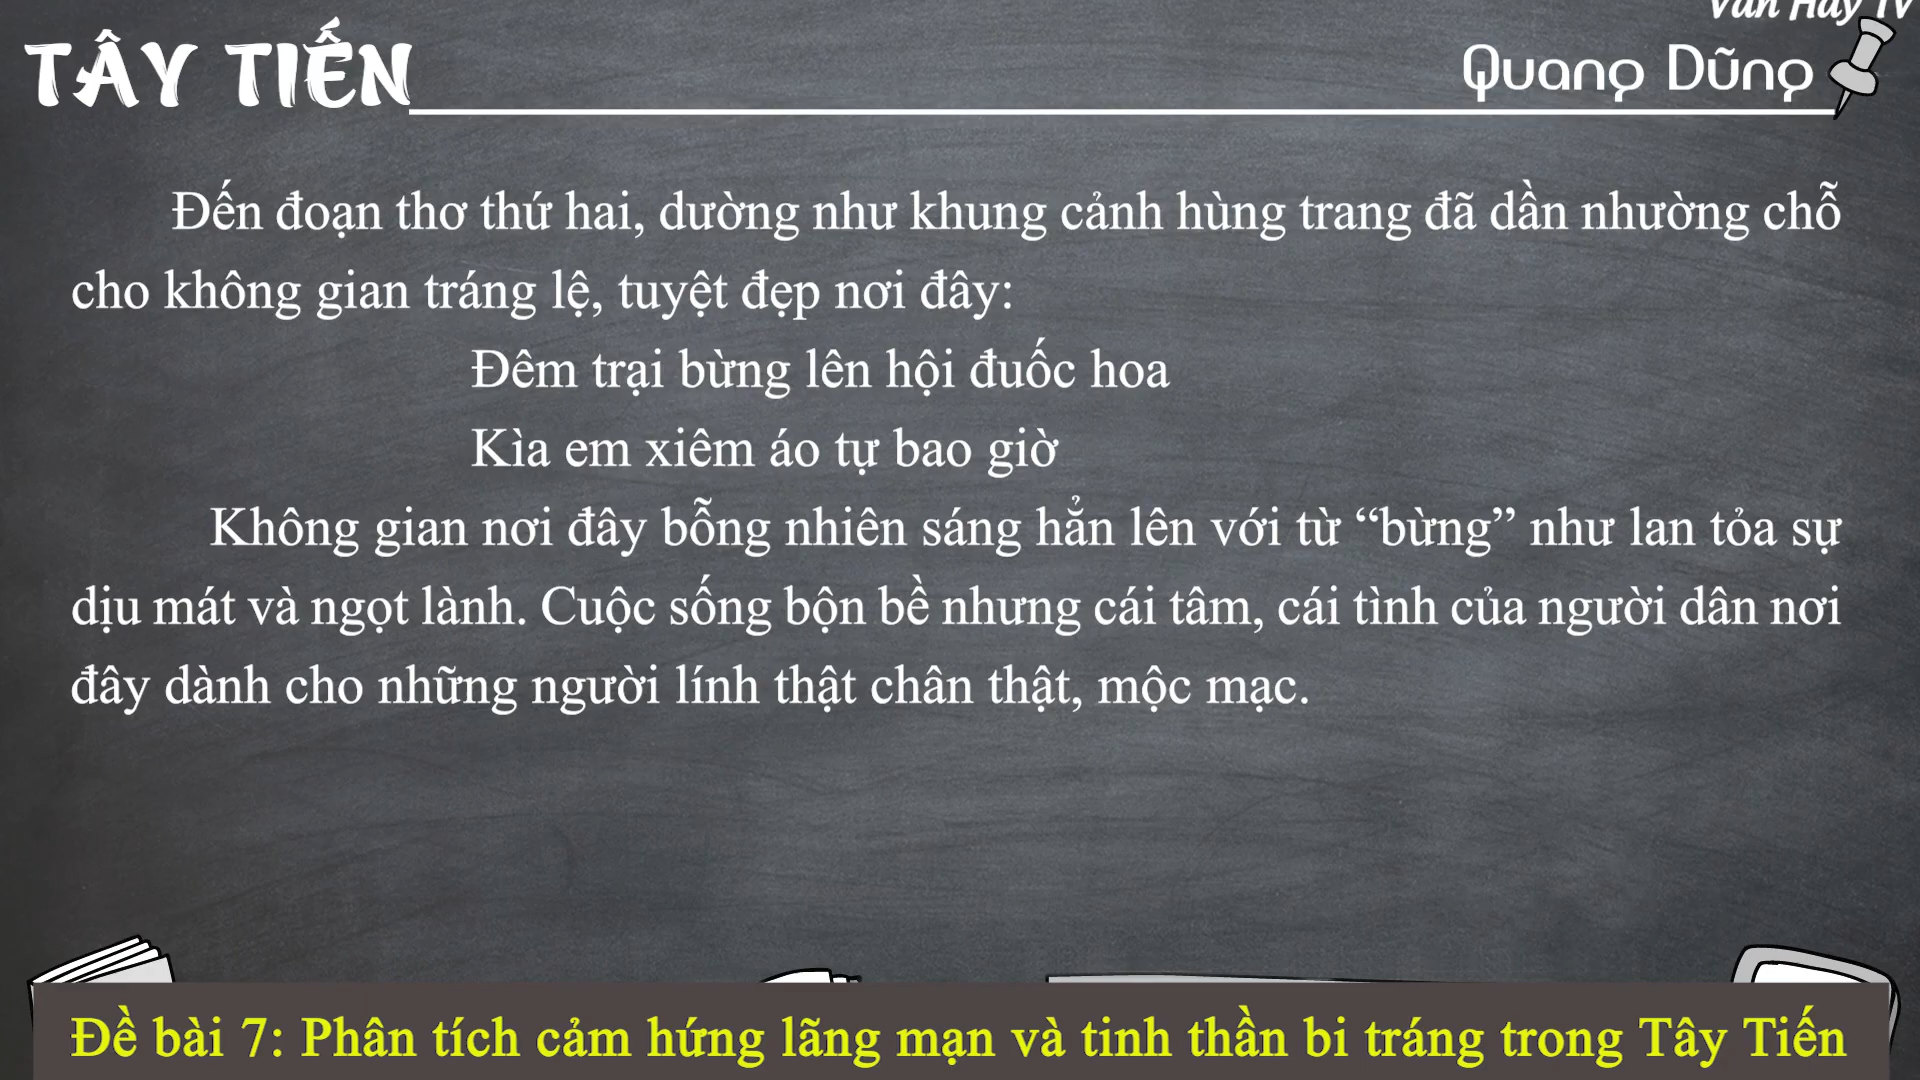 Văn Hay TV
TÂY TIẾN
Quang Dũng
Đến đoạn thơ thứ hai, dường như khung cảnh hùng trang đã dần nhường chỗ
cho không gian tráng lệ, tuyệt đẹp nơi đây:
Đêm trại bừng lên hội đuốc hoa
Kìa em xiêm áo tự bao giờ
Không gian nơi đây bỗng nhiên sáng hẳn lên với từ “bừng” như lan tỏa sự
dịu mát và ngọt lành. Cuộc sống bộn bề nhưng cái tâm, cái tình của người dân nơi
đây dành cho những người lính thật chân thật, mộc mạc.
Đề bài 7: Phân tích cảm hứng lãng mạn và tinh thần bi tráng trong Tây Tiến